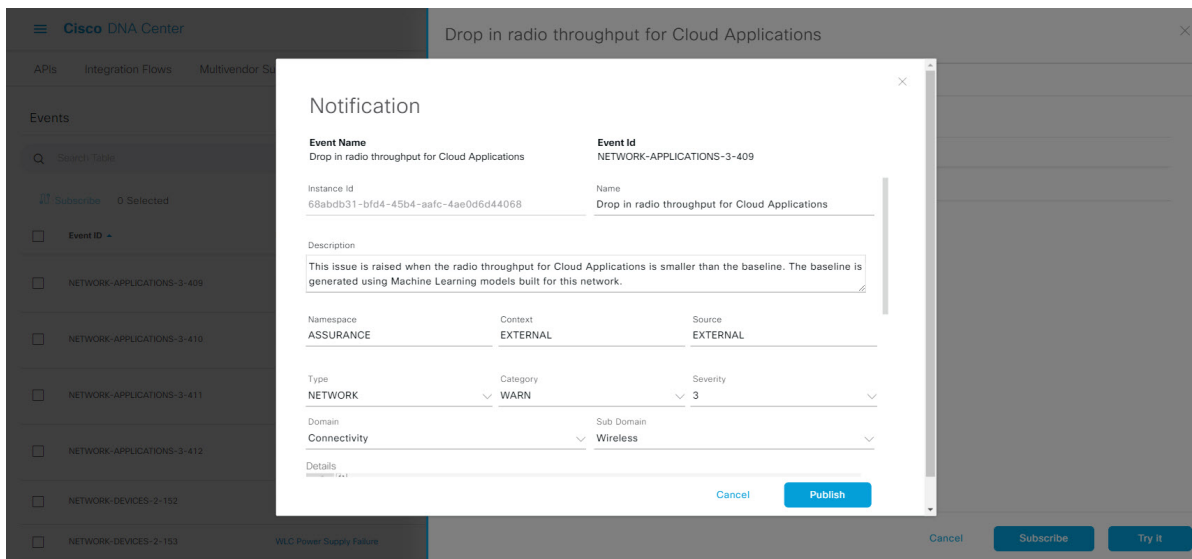 Cisco DNA Center
Drop in radio throughput for Cloud Applications
APIs Integration Flows Multivendor Su
Events
Search Table
Subscribe 0 Selected
Event ID
NETWORK-APPLICATIONS-3-409
NETWORK-APPLICATIONS-3-410
NETWORK-APPLICATIONS-3-411
NETWORK-APPLICATIONS-3-412
NETWORK-DEVICES-2-152
NETWORK-DEVICES-2-153 WLC Power Supply Failure
Notification
Event Name Event Id
Drop in radio throughput for Cloud Applications NETWORK-APPLICATIONS-3-409
Instance Id Name
68abdb31-bfd4-45b4-aafc-4ae0d6d44068 Drop in radio throughput for Cloud Applications
Description
This issue is raised when the radio throughput for Cloud Applications is smaller than the baseline. The baseline is
generated using Machine Learning models built for this network.
Namespace Context Source
ASSURANCE EXTERNAL EXTERNAL
Type Category Severity
NETWORK WARN 3
Domain Sub Domain
Connectivity Wireless
Details
Cancel Publish
Cancel Subscribe Try it